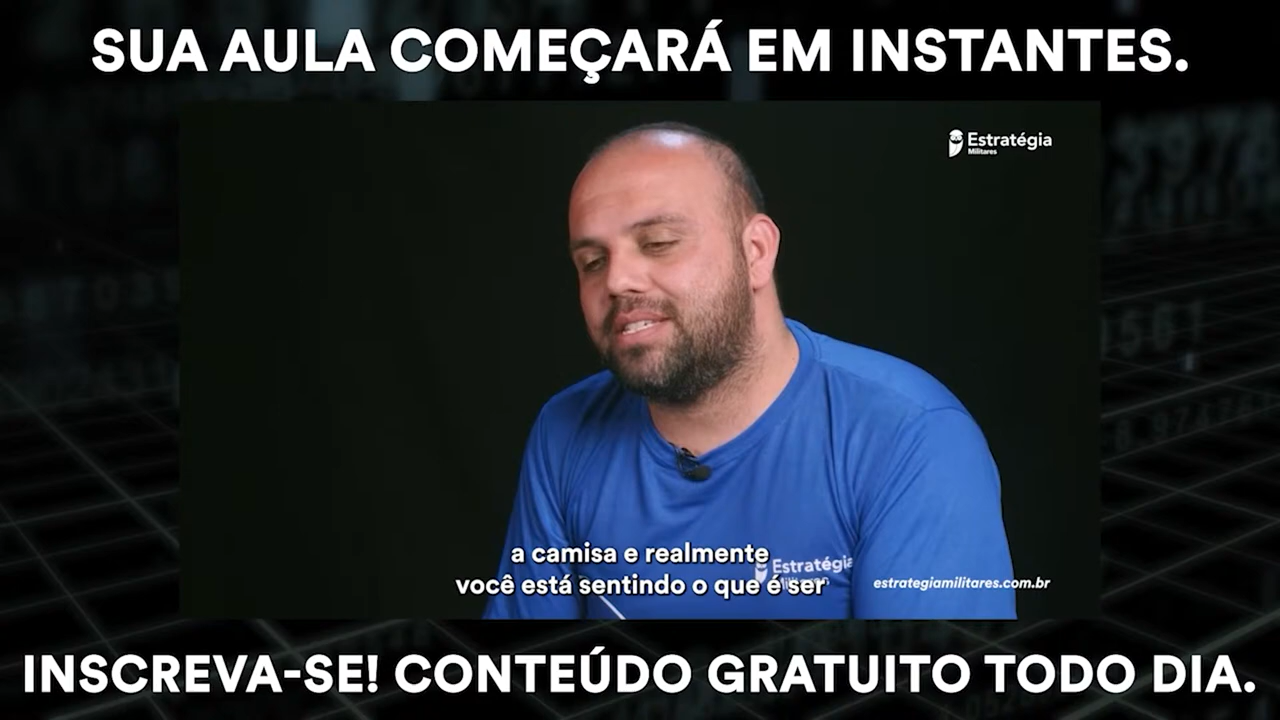 SUA AULA COMEÇARÁ EM INSTANTES.
Estratégia
Militares
a camisa e realmente
você está sentindo o que é ser
Estratégia
estrategiamilitares.com.br
INSCREVA-SE! CONTEÚDO GRATUITO TODO DIA.